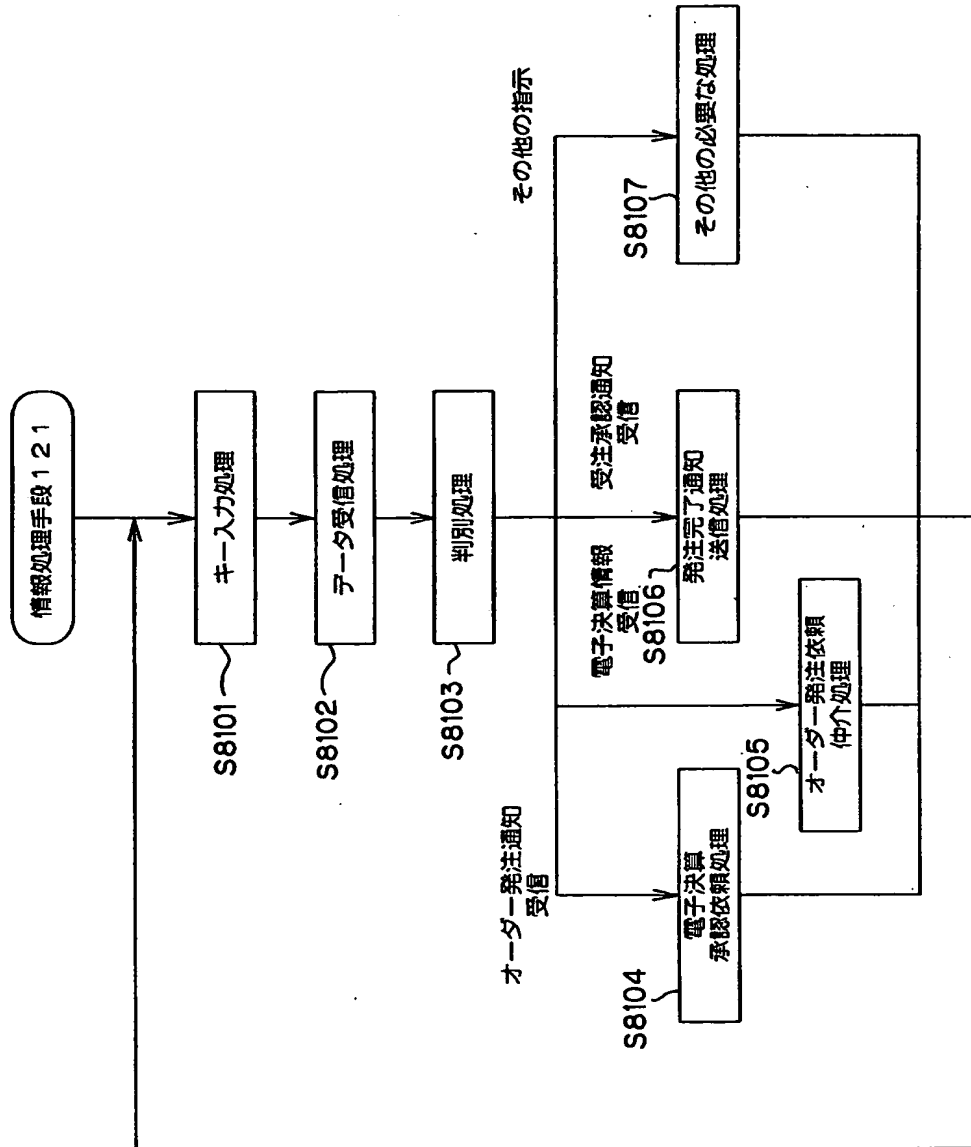 情報処理手段121
キー入力処理
S8101
データ受信処理
S8102
判別処理
S8103
オーダー発注通知
受信
電子決算情報
受信
受注承認通知
受信
その他の指示
電子決算
承認依頼処理
S8104
オーダー発注依頼
仲介処理
S8105
発注完了通知
送信処理
S8106
その他の必要な処理
S8107